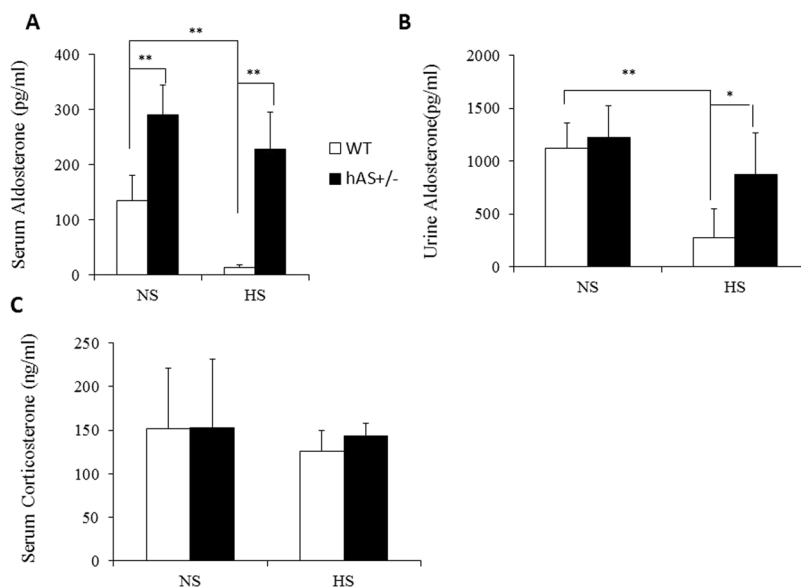 A
Serum Aldosterone (pg/ml)
400
300
200
100
0
**
**
**
NS
HS
WT
hAS+/-
B
Urine Aldosterone(pg/ml)
2000
1500
1000
500
0
**
*
NS
HS
C
Serum Corticosterone (ng/ml)
250
200
150
100
50
0
NS
HS